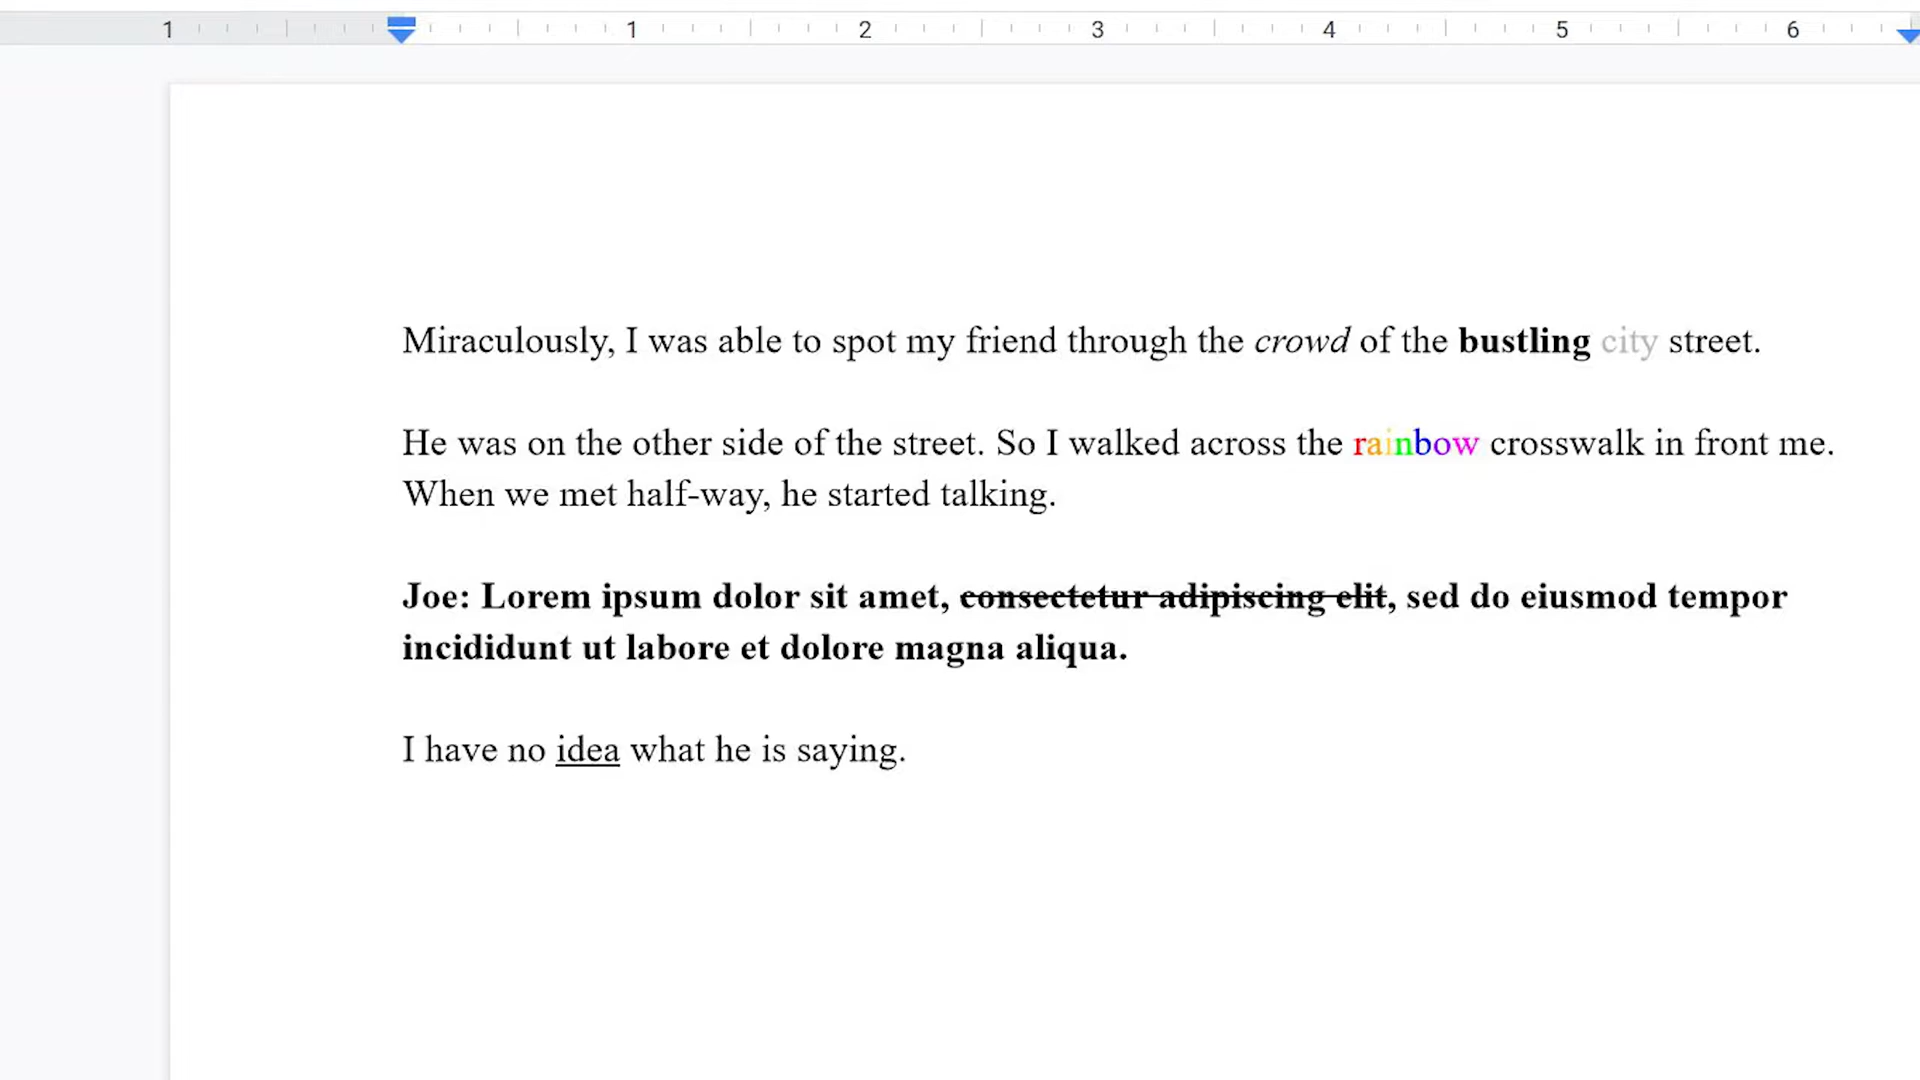 1 1 2 3 4 5 6
Miraculously, I was able to spot my friend through the crowd of the bustling city street.
He was on the other side of the street. So I walked across the rainbow crosswalk in front me.
When we met half-way, he started talking.
Joe: Lorem ipsum dolor sit amet, consectetur adipiscing elit, sed do eiusmod tempor
incididunt ut labore et dolore magna aliqua.
I have no idea what he is saying.